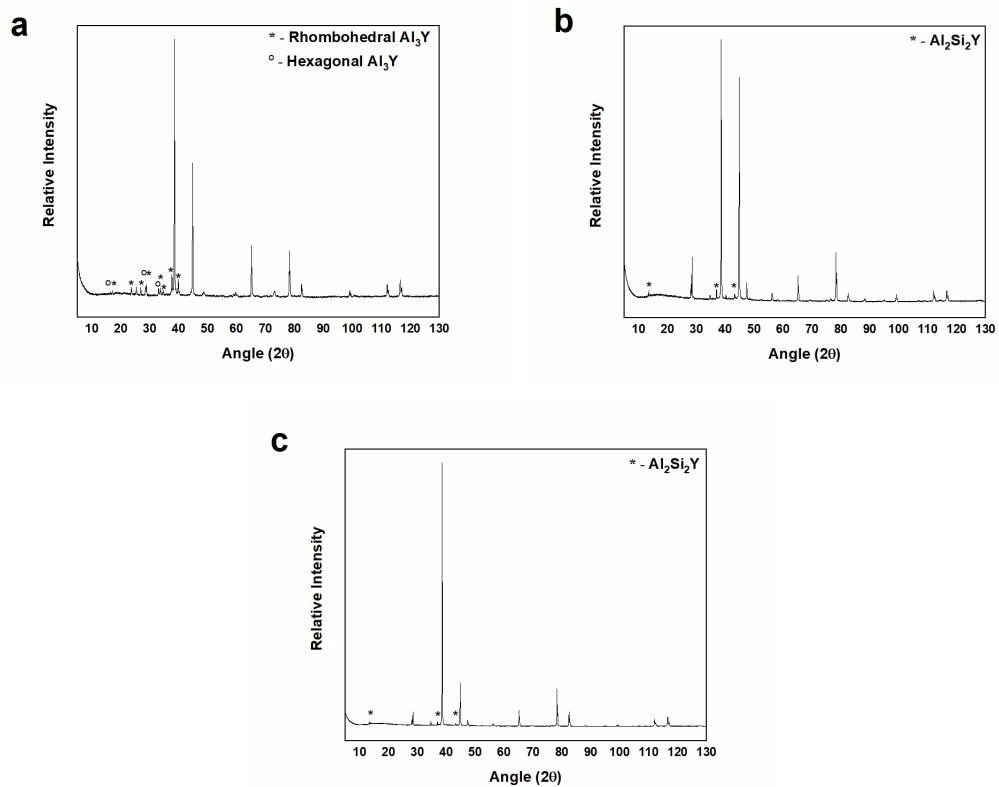 a
* - Rhombohedral Al₃Y
○ - Hexagonal Al₃Y
Relative Intensity
○* * * ○* ○ * * * *
10 20 30 40 50 60 70 80 90 100 110 120 130
Angle (2θ)
b
* - Al₂Si₂Y
Relative Intensity
* * *
10 20 30 40 50 60 70 80 90 100 110 120 130
Angle (2θ)
c
* - Al₂Si₂Y
Relative Intensity
* * *
10 20 30 40 50 60 70 80 90 100 110 120 130
Angle (2θ)